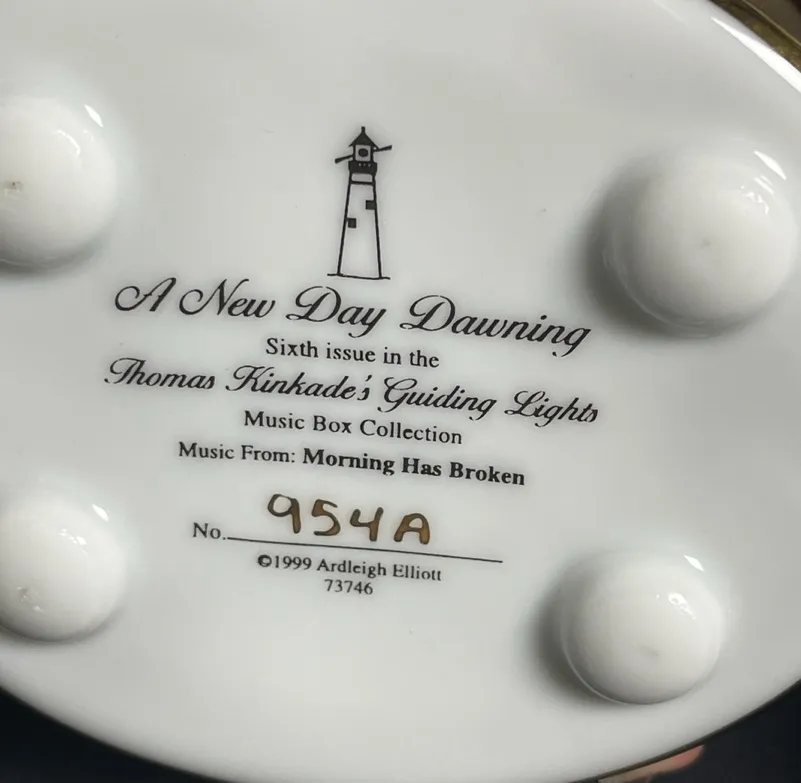 A New Day Dawning
Sixth issue in the
Thomas Kinkade's Guiding Lights
Music Box Collection
Music From: Morning Has Broken
No. 954A
©1999 Ardleigh Elliott
73746